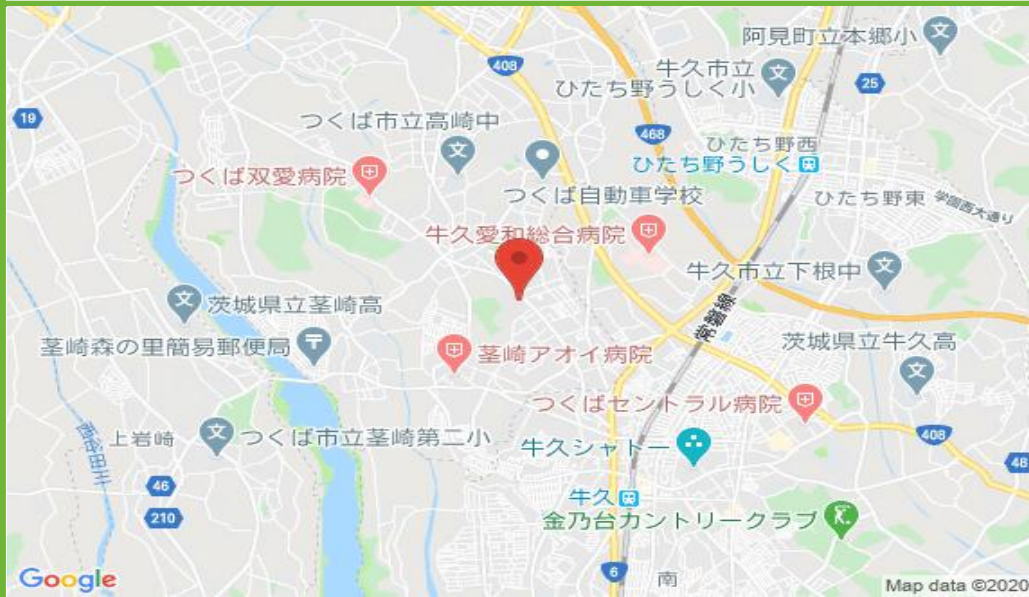 阿見町立本郷小
408
牛久市立
ひたち野うしく小
25
19
つくば市立高崎中
468
ひたち野西
ひたち野うしく
つくば双愛病院
つくば自動車学校
ひたち野東
学園西大通り
牛久愛和総合病院
牛久市立下根中
茨城県立茎崎高
常磐線
茎崎森の里簡易郵便局
茎崎アオイ病院
茨城県立牛久高
つくばセントラル病院
西谷田川
上岩崎
つくば市立茎崎第二小
牛久シャトー
408
48
46
牛久
210
金乃台カントリークラブ
6
南
Google
Map data ©2020